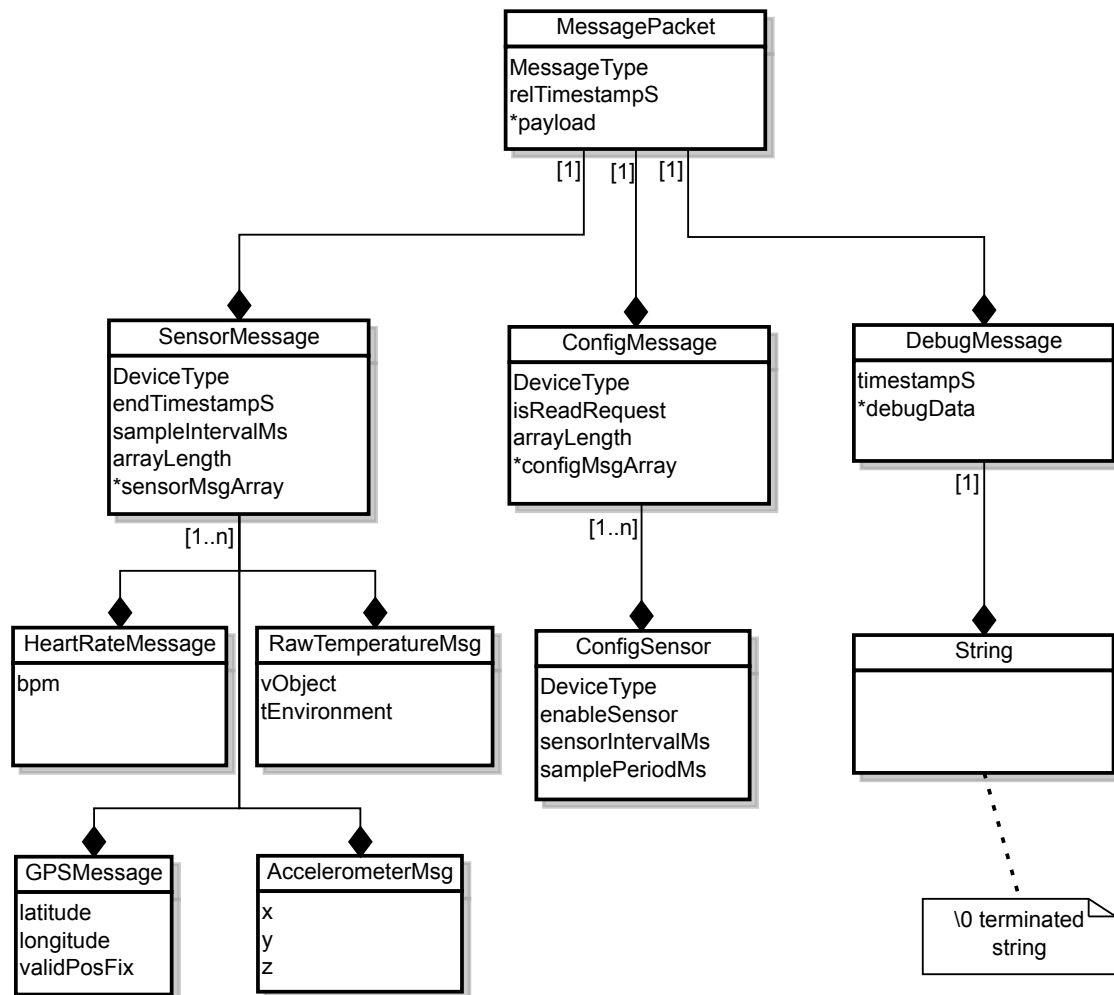 MessagePacket
MessageType
relTimestampS
*payload
[1]
[1]
[1]
SensorMessage
DeviceType
endTimestampS
sampleIntervalMs
arrayLength
*sensorMsgArray
[1..n]
ConfigMessage
DeviceType
isReadRequest
arrayLength
*configMsgArray
[1..n]
DebugMessage
timestampS
*debugData
[1]
HeartRateMessage
bpm
RawTemperatureMsg
vObject
tEnvironment
ConfigSensor
DeviceType
enableSensor
sensorIntervalMs
samplePeriodMs
String
GPSMessage
latitude
longitude
validPosFix
AccelerometerMsg
x
y
z
\0 terminated
string